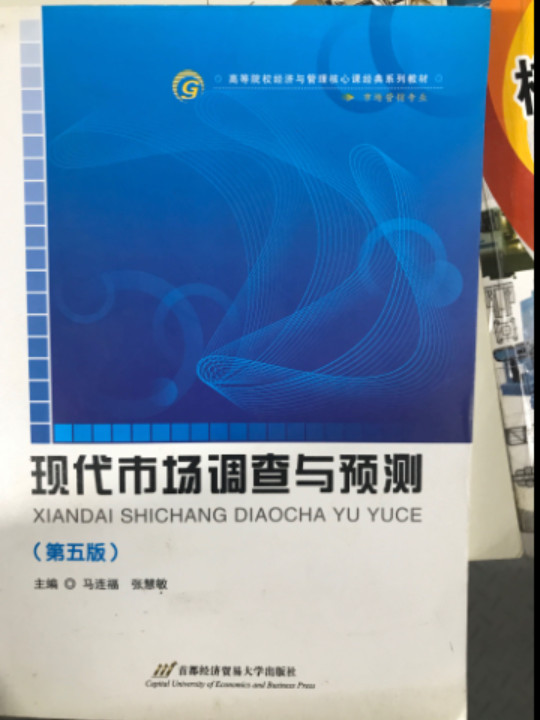 高等院校经济与管理核心课经典系列教材
市场营销专业
现代市场调查与预测
XIANDAI SHICHANG DIAOCHA YU YUCE
（第五版）
主编 ◎ 马连福 张慧敏
首都经济贸易大学出版社
Capital University of Economics and Business Press